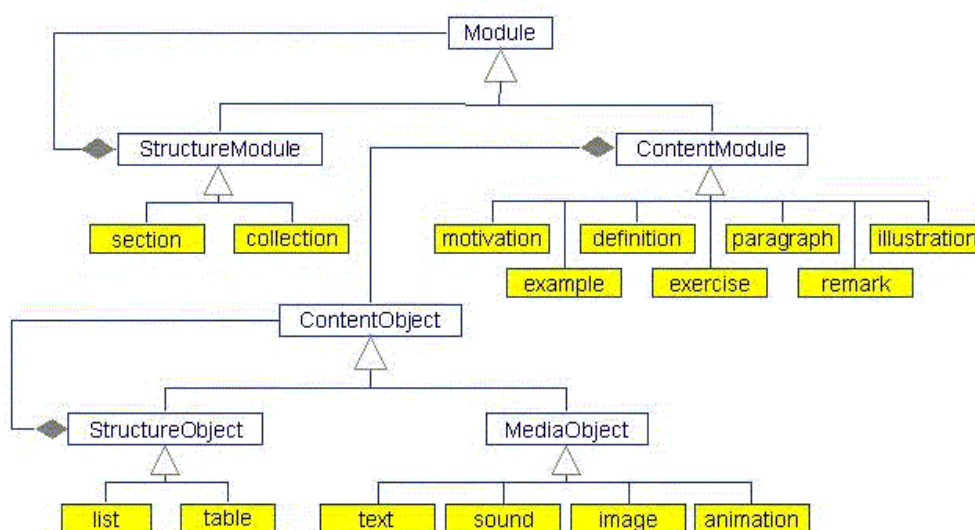 Module
StructureModule
ContentModule
section
collection
motivation
definition
paragraph
illustration
example
exercise
remark
ContentObject
StructureObject
MediaObject
list
table
text
sound
image
animation